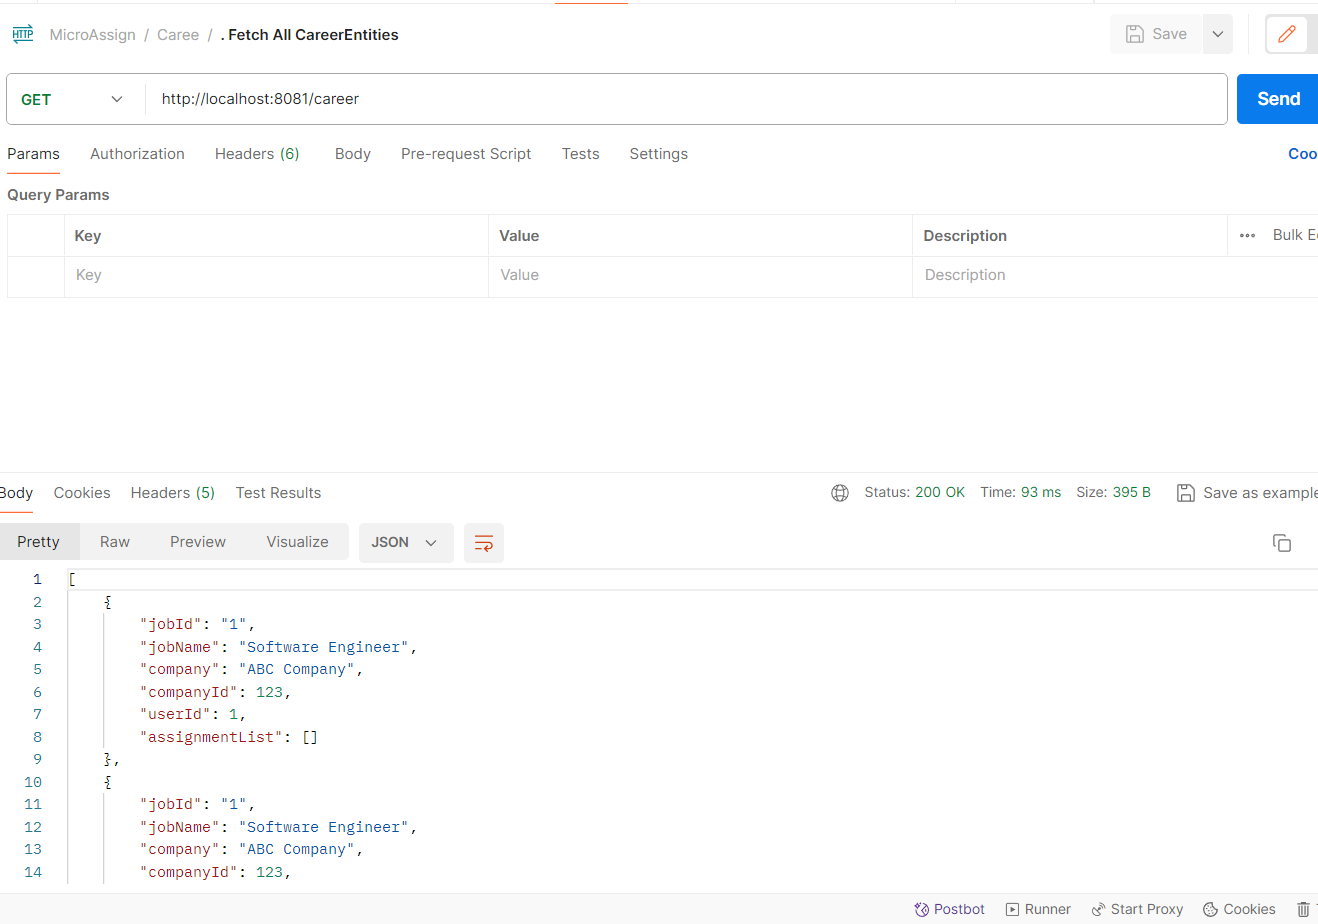 HTTP MicroAssign / Caree / . Fetch All CareerEntities Save
GET http://localhost:8081/career Send
Params Authorization Headers (6) Body Pre-request Script Tests Settings Coo
Query Params
Key Value Description ••• Bulk E
Key Value Description
Body Cookies Headers (5) Test Results Status: 200 OK Time: 93 ms Size: 395 B Save as example
Pretty Raw Preview Visualize JSON
1 [
2 {
3 "jobId": "1",
4 "jobName": "Software Engineer",
5 "company": "ABC Company",
6 "companyId": 123,
7 "userId": 1,
8 "assignmentList": []
9 },
10 {
11 "jobId": "1",
12 "jobName": "Software Engineer",
13 "company": "ABC Company",
14 "companyId": 123,
Postbot Runner Start Proxy Cookies